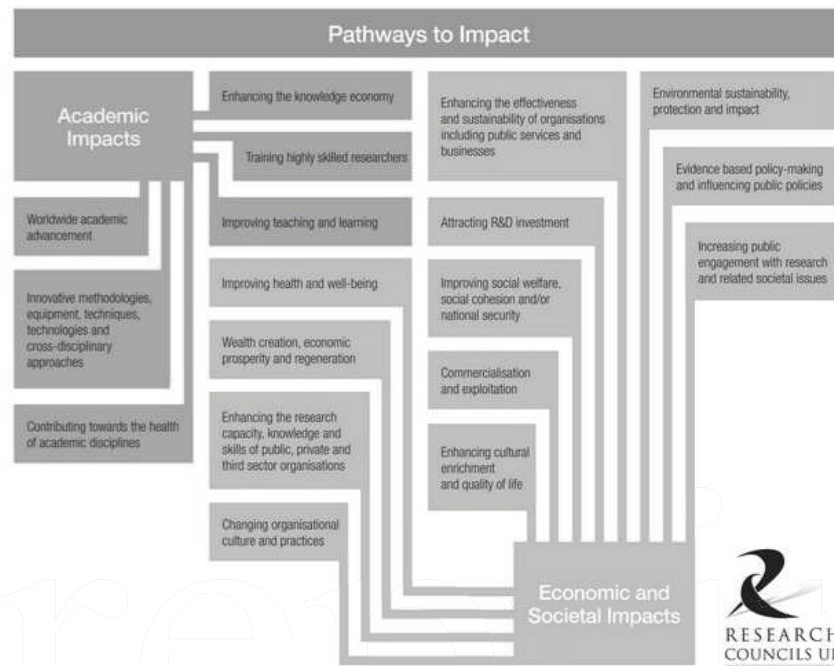 Pathways to Impact
Academic
Impacts
Enhancing the knowledge economy
Training highly skilled researchers
Improving teaching and learning
Worldwide academic
advancement
Innovative methodologies,
equipment, techniques,
technologies and
cross-disciplinary
approaches
Contributing towards the health
of academic disciplines
Improving health and well-being
Wealth creation, economic
prosperity and regeneration
Enhancing the research
capacity, knowledge and
skills of public, private and
third sector organisations
Changing organisational
culture and practices
Enhancing the effectiveness
and sustainability of organisations
including public services and
businesses
Attracting R&D investment
Improving social welfare,
social cohesion and/or
national security
Commercialisation
and exploitation
Enhancing cultural
enrichment
and quality of life
Environmental sustainability,
protection and impact
Evidence based policy-making
and influencing public policies
Increasing public
engagement with research
and related societal issues
Economic and
Societal Impacts
RESEARCH
COUNCILS